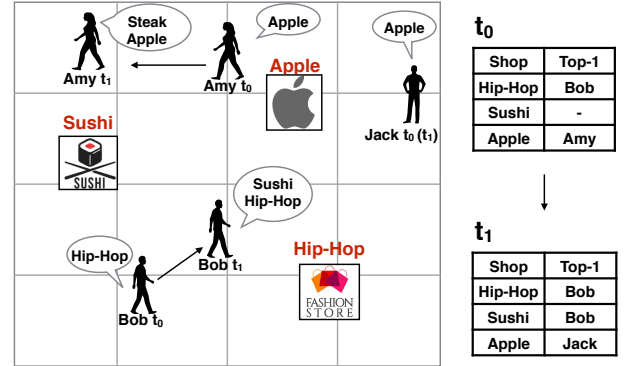 Steak
Apple
Apple
Apple
Amy t1
Amy t0
Apple
Jack t0 (t1)
Sushi
SUSHI
Sushi
Hip-Hop
Hip-Hop
Bob t1
Hip-Hop
FASHION
STORE
Bob t0
t0
Shop Top-1
Hip-Hop Bob
Sushi -
Apple Amy
t1
Shop Top-1
Hip-Hop Bob
Sushi Bob
Apple Jack